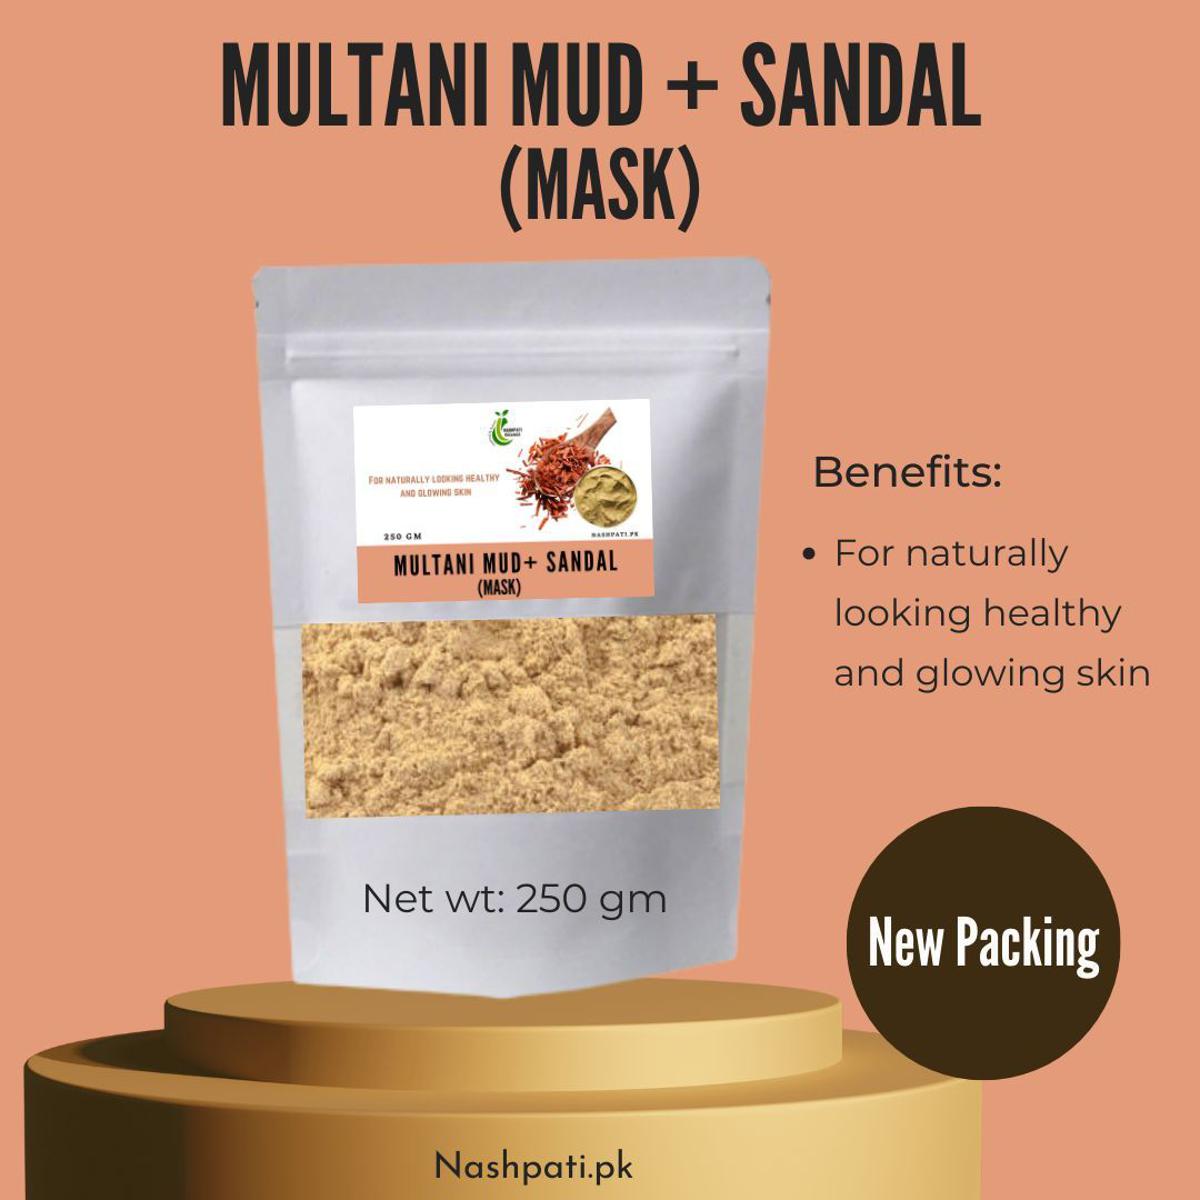 MULTANI MUD + SANDAL
(MASK)
NASHPATI
FOR NATURALLY LOOKING HEALTHY
AND GLOWING SKIN
250 GM
NASHPATI.PK
MULTANI MUD+ SANDAL
(MASK)
Benefits:
• For naturally
looking healthy
and glowing skin
Net wt: 250 gm
New Packing
Nashpati.pk